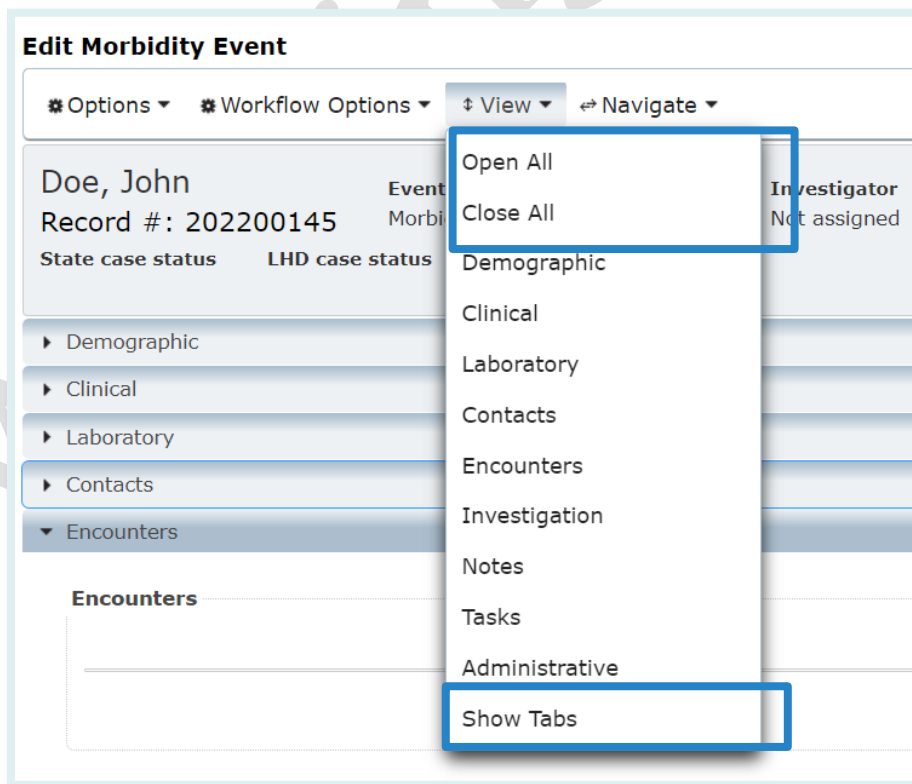 Edit Morbidity Event
Options Workflow Options View Navigate
Doe, John
Record #: 202200145
State case status LHD case status
Event
Morbi
Investigator
Not assigned
Open All
Close All
Demographic
Clinical
Laboratory
Contacts
Encounters
Investigation
Notes
Tasks
Administrative
Show Tabs
Demographic
Clinical
Laboratory
Contacts
Encounters
Encounters